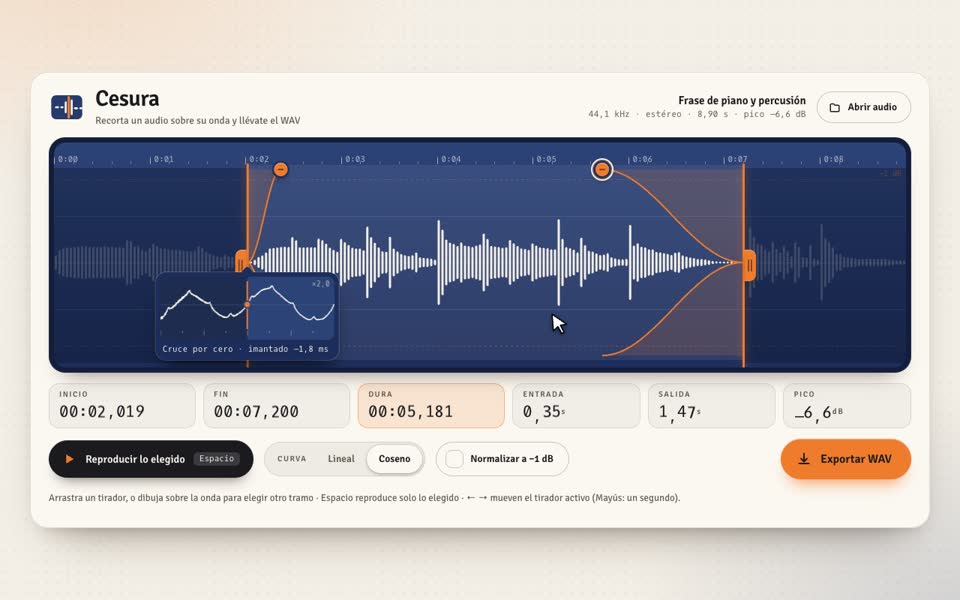 Cesura
Recorta un audio sobre su onda y llévate el WAV
Frase de piano y percusión
44,1 kHz · estéreo · 8,90 s · pico −6,6 dB
Abrir audio
0:00 0:01 0:02 0:03 0:04 0:05 0:06 0:07 0:08
−1 dB
×2,0
Cruce por cero · imantado −1,8 ms
INICIO
00:02,019
FIN
00:07,200
DURA
00:05,181
ENTRADA
0,35s
SALIDA
1,47s
PICO
−6,6dB
Reproducir lo elegido Espacio
CURVA Lineal Coseno
Normalizar a −1 dB
Exportar WAV
Arrastra un tirador, o dibuja sobre la onda para elegir otro tramo · Espacio reproduce solo lo elegido · ← → mueven el tirador activo (Mayús: un segundo).